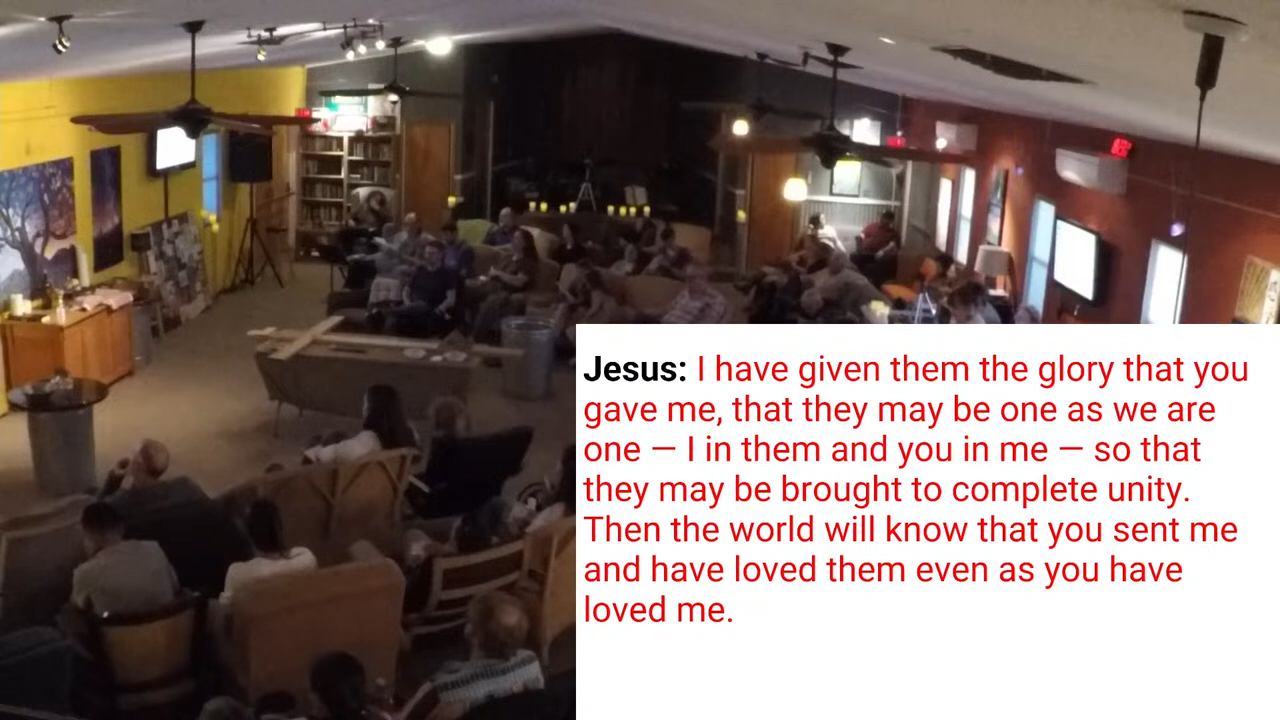 Jesus: I have given them the glory that you
gave me, that they may be one as we are
one — I in them and you in me — so that
they may be brought to complete unity.
Then the world will know that you sent me
and have loved them even as you have
loved me.